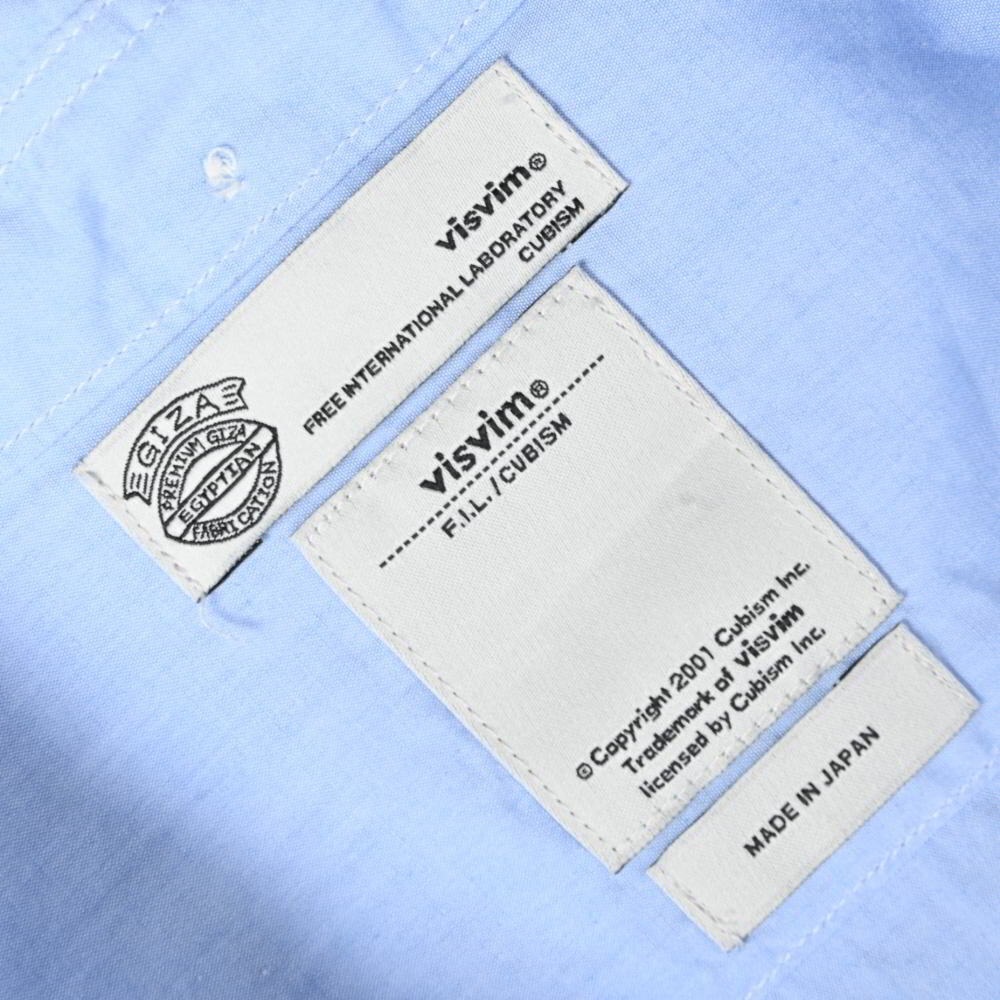 visvim®
FREE INTERNATIONAL LABORATORY
CUBISM
GIZA
PREMIUM GIZA
EGYPTIAN
FABRICATION
visvim®
F.I.L./CUBISM
© Copyright 2001 Cubism Inc.
Trademark of visvim
licensed by Cubism Inc.
MADE IN JAPAN